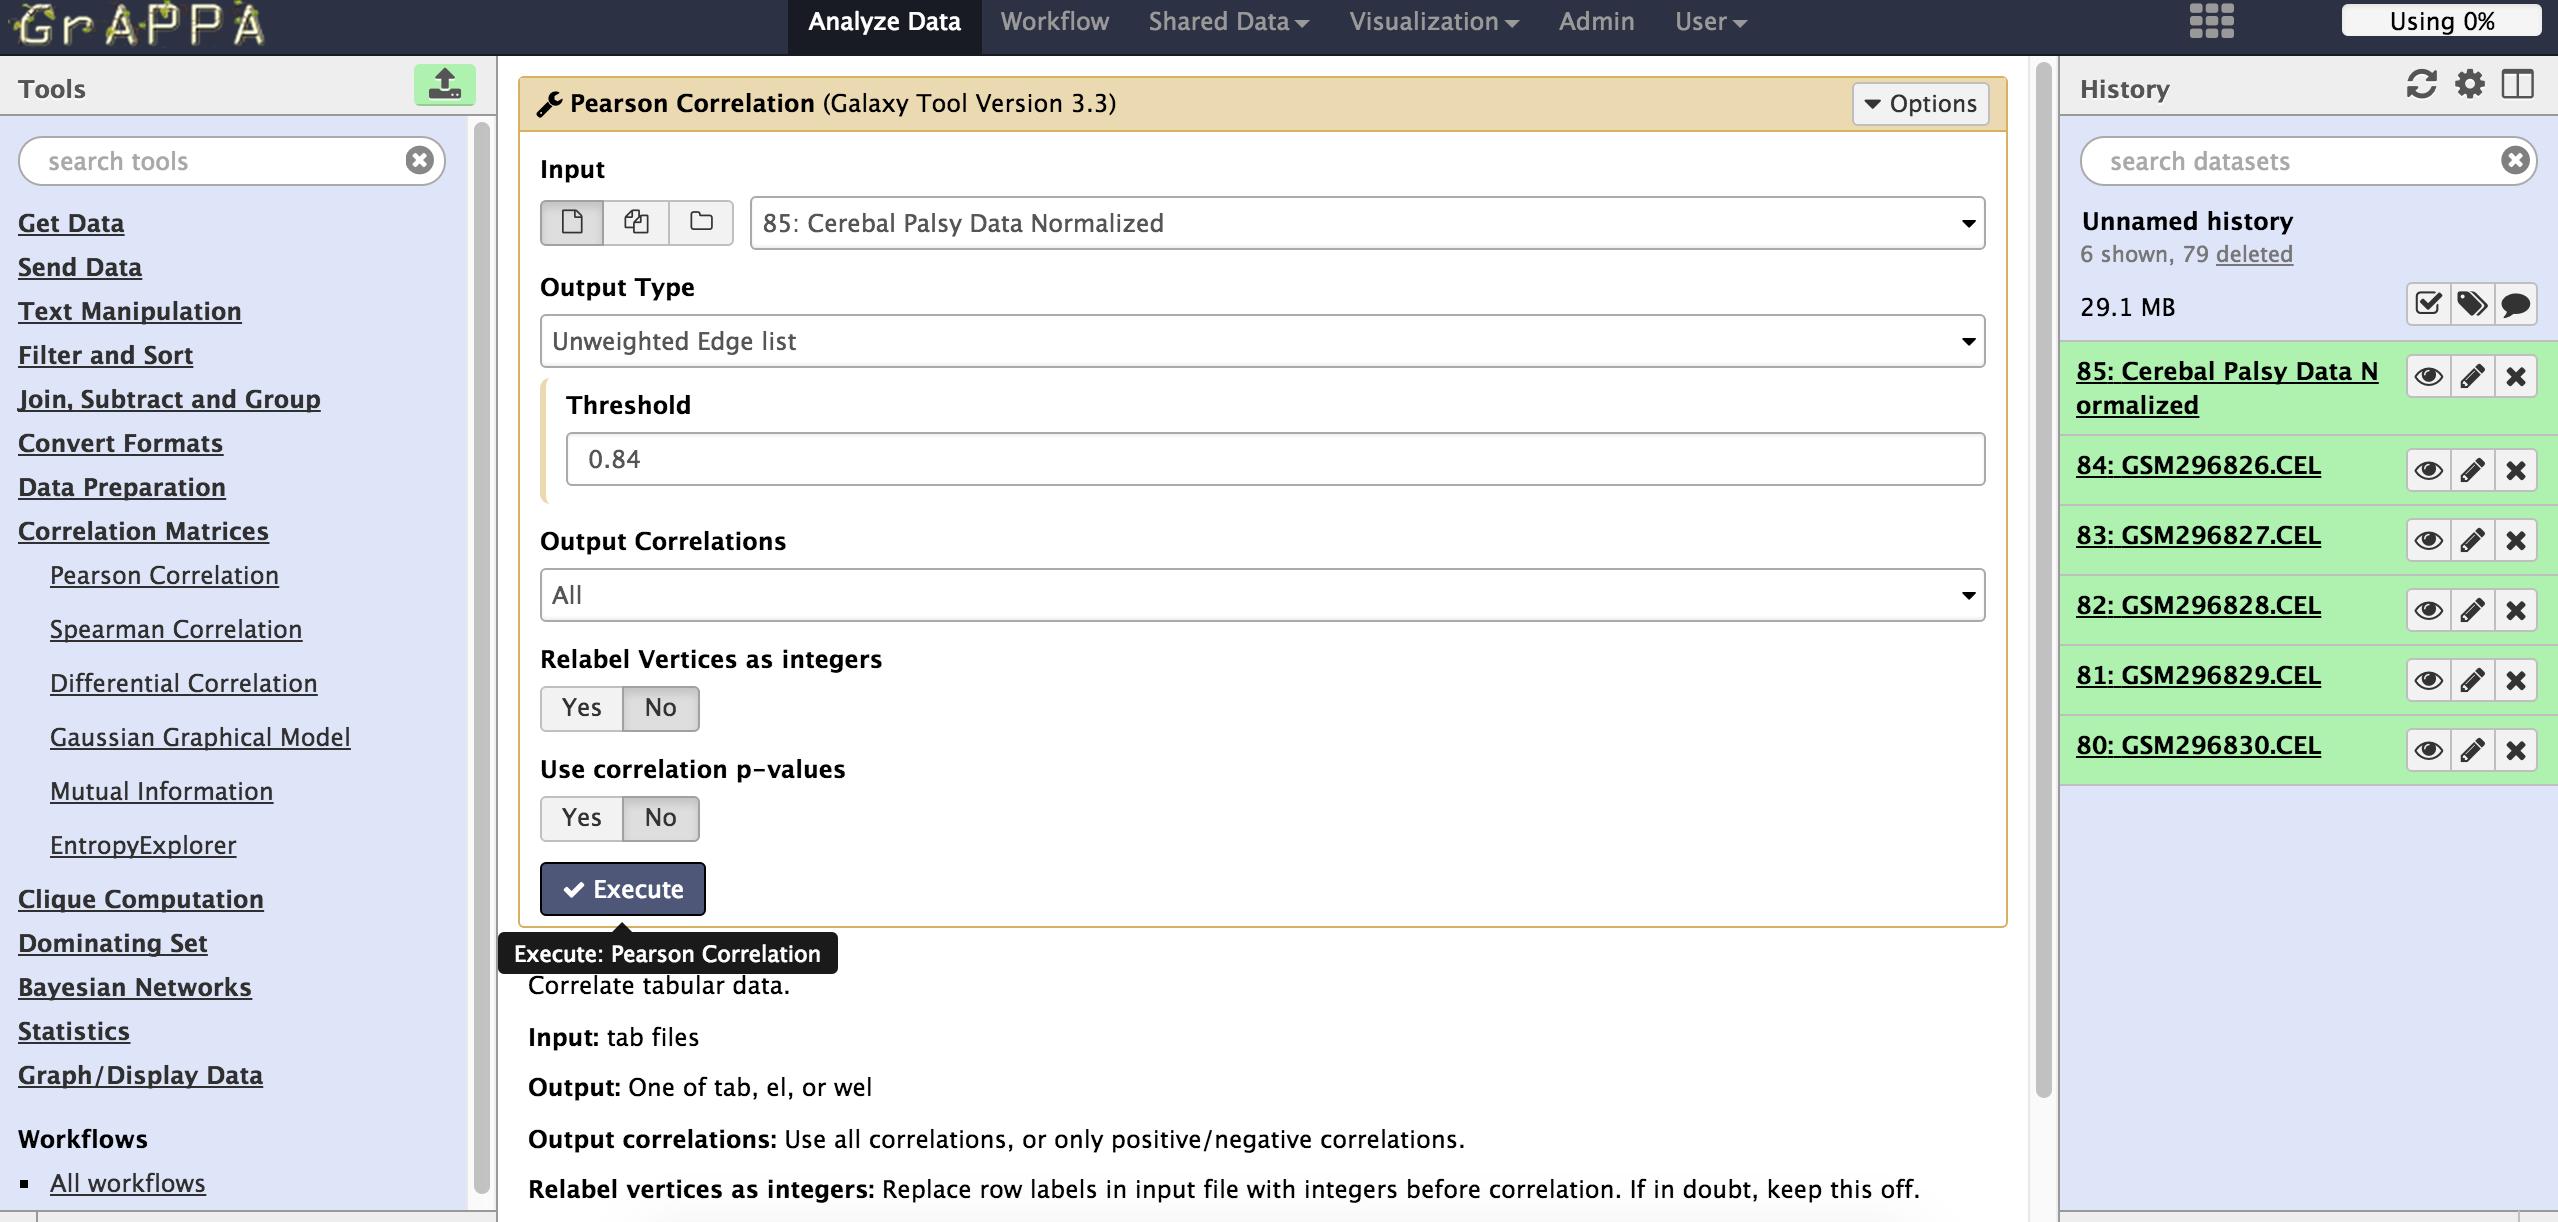 GrAPPA
Analyze Data
Workflow
Shared Data
Visualization
Admin
User
Using 0%
Tools
search tools
Get Data
Send Data
Text Manipulation
Filter and Sort
Join, Subtract and Group
Convert Formats
Data Preparation
Correlation Matrices
Pearson Correlation
Spearman Correlation
Differential Correlation
Gaussian Graphical Model
Mutual Information
EntropyExplorer
Clique Computation
Dominating Set
Bayesian Networks
Statistics
Graph/Display Data
Workflows
All workflows
Pearson Correlation (Galaxy Tool Version 3.3)
Options
Input
85: Cerebal Palsy Data Normalized
Output Type
Unweighted Edge list
Threshold
0.84
Output Correlations
All
Relabel Vertices as integers
Yes No
Use correlation p-values
Yes No
Execute
Execute: Pearson Correlation
Correlate tabular data.
Input: tab files
Output: One of tab, el, or wel
Output correlations: Use all correlations, or only positive/negative correlations.
Relabel vertices as integers: Replace row labels in input file with integers before correlation. If in doubt, keep this off.
History
search datasets
Unnamed history
6 shown, 79 deleted
29.1 MB
85: Cerebal Palsy Data N
ormalized
84: GSM296826.CEL
83: GSM296827.CEL
82: GSM296828.CEL
81: GSM296829.CEL
80: GSM296830.CEL